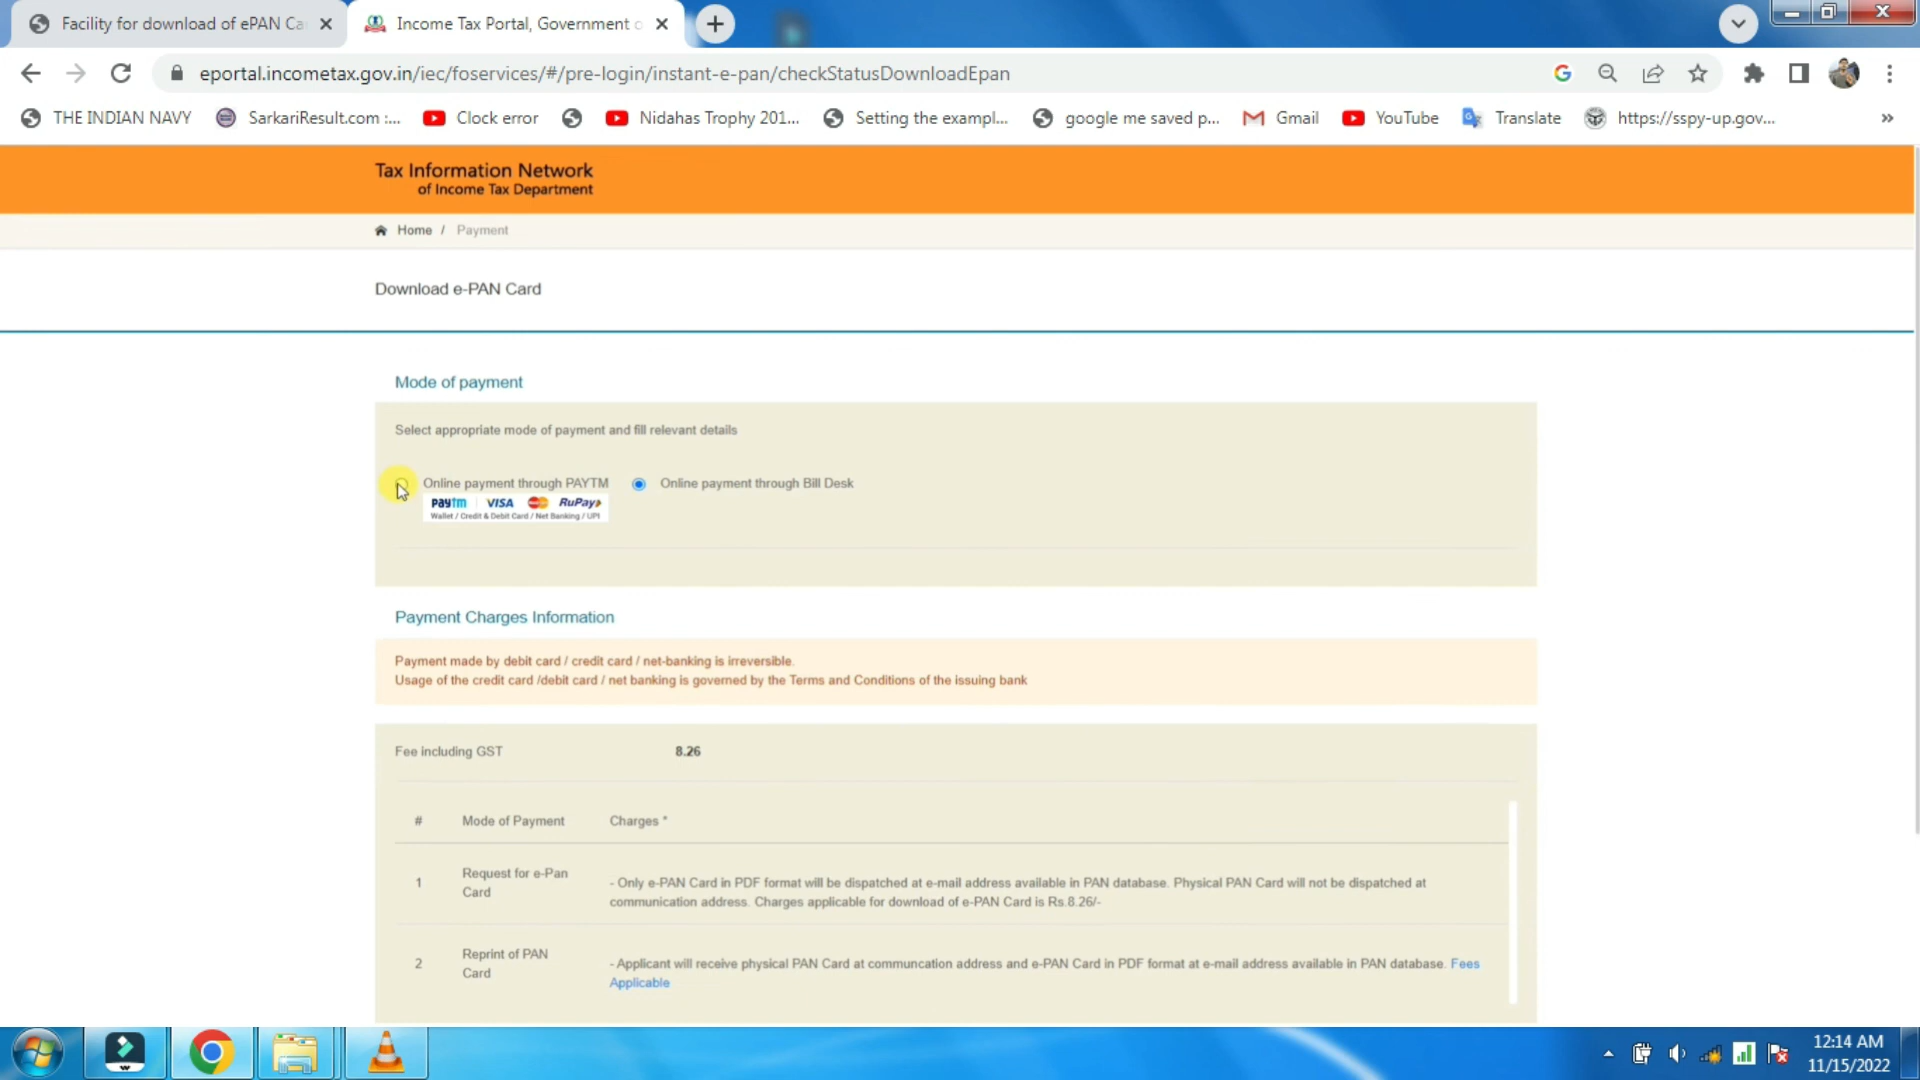 Facility for download of ePAN Ca
Income Tax Portal, Government o
eportal.incometax.gov.in/iec/foservices/#/pre-login/instant-e-pan/checkStatusDownloadEpan
THE INDIAN NAVY
SarkariResult.com :...
Clock error
Nidahas Trophy 201...
Setting the exampl...
google me saved p...
Gmail
YouTube
Translate
https://sspy-up.gov...
»
Tax Information Network
of Income Tax Department
Home / Payment
Download e-PAN Card
Mode of payment
Select appropriate mode of payment and fill relevant details
Online payment through PAYTM
Online payment through Bill Desk
Paytm VISA RuPay
Wallet / Credit & Debit Card / Net Banking / UPI
Payment Charges Information
Payment made by debit card / credit card / net-banking is irreversible.
Usage of the credit card /debit card / net banking is governed by the Terms and Conditions of the issuing bank
Fee including GST 8.26
# Mode of Payment Charges *
1 Request for e-Pan Card
- Only e-PAN Card in PDF format will be dispatched at e-mail address available in PAN database. Physical PAN Card will not be dispatched at
communication address. Charges applicable for download of e-PAN Card is Rs.8.26/-
2 Reprint of PAN Card
- Applicant will receive physical PAN Card at communcation address and e-PAN Card in PDF format at e-mail address available in PAN database. Fees
Applicable
12:14 AM
11/15/2022